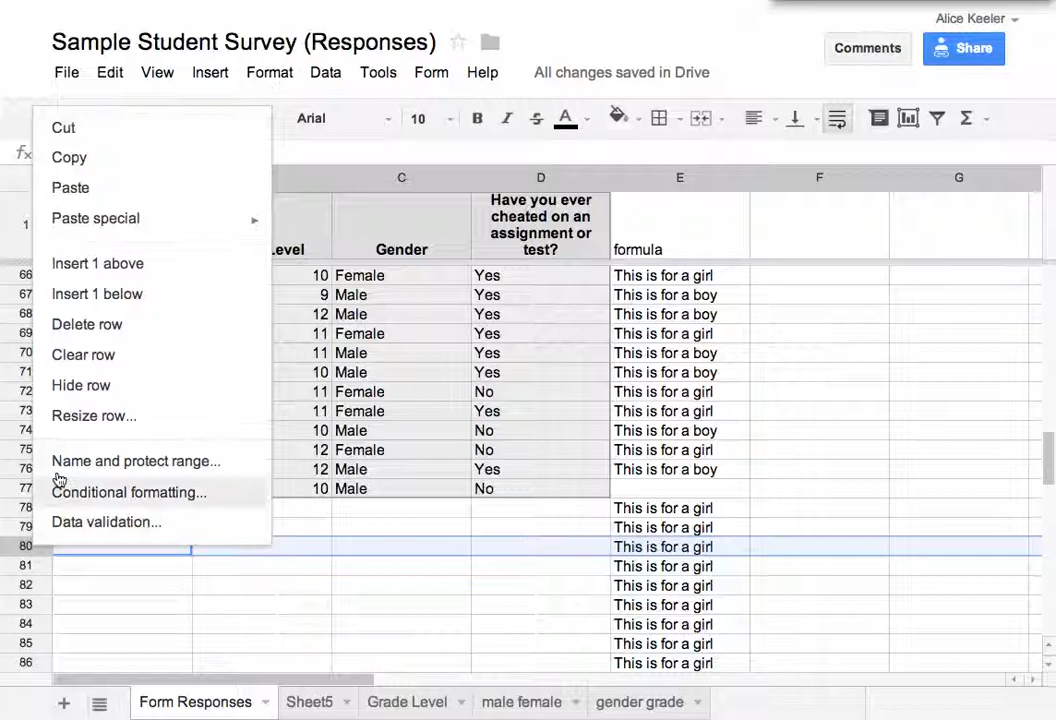 Alice Keeler
Sample Student Survey (Responses)
Comments
Share
File Edit View Insert Format Data Tools Form Help All changes saved in Drive
Arial 10 B I S A Σ
fx
Cut
Copy
Paste
Paste special
Insert 1 above
Insert 1 below
Delete row
Clear row
Hide row
Resize row...
Name and protect range...
Conditional formatting...
Data validation...
C D E F G
1 Level Gender Have you ever
cheated on an
assignment or
test? formula
66 10 Female Yes This is for a girl
67 9 Male Yes This is for a boy
68 12 Male Yes This is for a boy
69 11 Female Yes This is for a girl
70 11 Male Yes This is for a boy
71 10 Male Yes This is for a boy
72 11 Female No This is for a girl
73 11 Female Yes This is for a girl
74 10 Male No This is for a boy
75 12 Female No This is for a girl
76 12 Male Yes This is for a boy
77 10 Male No
78 This is for a girl
79 This is for a girl
80 This is for a girl
81 This is for a girl
82 This is for a girl
83 This is for a girl
84 This is for a girl
85 This is for a girl
86 This is for a girl
Form Responses Sheet5 Grade Level male female gender grade